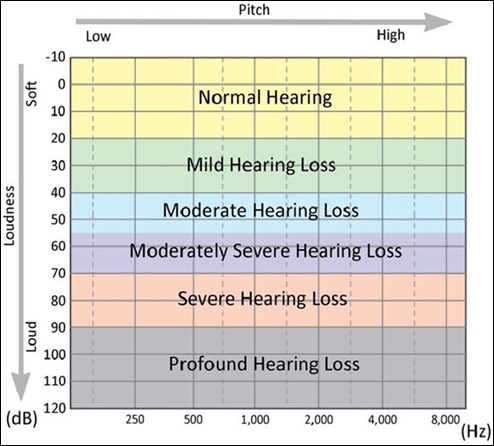 Pitch
Low High
Soft
Loudness
Loud
-10
0
10
20
30
40
50
60
70
80
90
100
110
120
Normal Hearing
Mild Hearing Loss
Moderate Hearing Loss
Moderately Severe Hearing Loss
Severe Hearing Loss
Profound Hearing Loss
(dB)
250 500 1,000 2,000 4,000 8,000
(Hz)